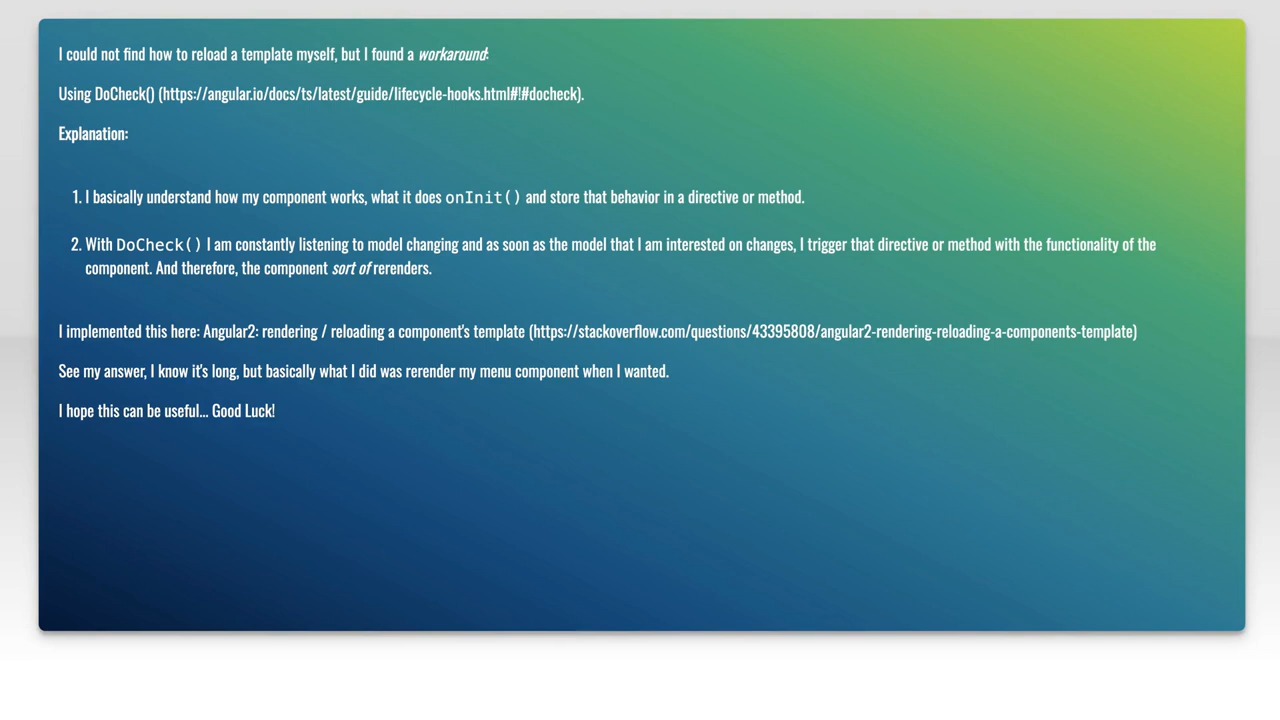 I could not find how to reload a template myself, but I found a workaround:
Using DoCheck() (https://angular.io/docs/ts/latest/guide/lifecycle-hooks.html#!#docheck).
Explanation:
1. I basically understand how my component works, what it does onInit() and store that behavior in a directive or method.
2. With DoCheck() I am constantly listening to model changing and as soon as the model that I am interested on changes, I trigger that directive or method with the functionality of the
component. And therefore, the component sort of rerenders.
I implemented this here: Angular2: rendering / reloading a component's template (https://stackoverflow.com/questions/43395808/angular2-rendering-reloading-a-components-template)
See my answer, I know it's long, but basically what I did was rerender my menu component when I wanted.
I hope this can be useful... Good Luck!